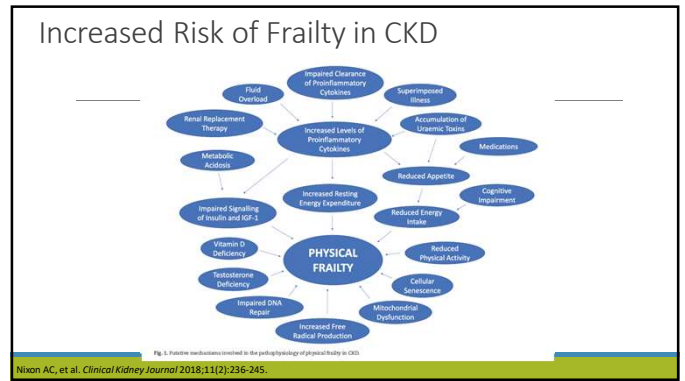 Increased Risk of Frailty in CKD
Impaired Clearance
of Proinflammatory
Cytokines
Fluid
Overload
Superimposed
Illness
Renal Replacement
Therapy
Increased Levels of
Proinflammatory
Cytokines
Accumulation of
Uraemic Toxins
Medications
Metabolic
Acidosis
Reduced Appetite
Increased Resting
Energy Expenditure
Cognitive
Impairment
Impaired Signalling
of Insulin and IGF-1
Reduced Energy
Intake
Vitamin D
Deficiency
PHYSICAL
FRAILTY
Reduced
Physical Activity
Testosterone
Deficiency
Cellular
Senescence
Impaired DNA
Repair
Mitochondrial
Dysfunction
Increased Free
Radical Production
Fig. 1. Putative mechanisms involved in the pathophysiology of physical frailty in CKD.
Nixon AC, et al. Clinical Kidney Journal 2018;11(2):236-245.